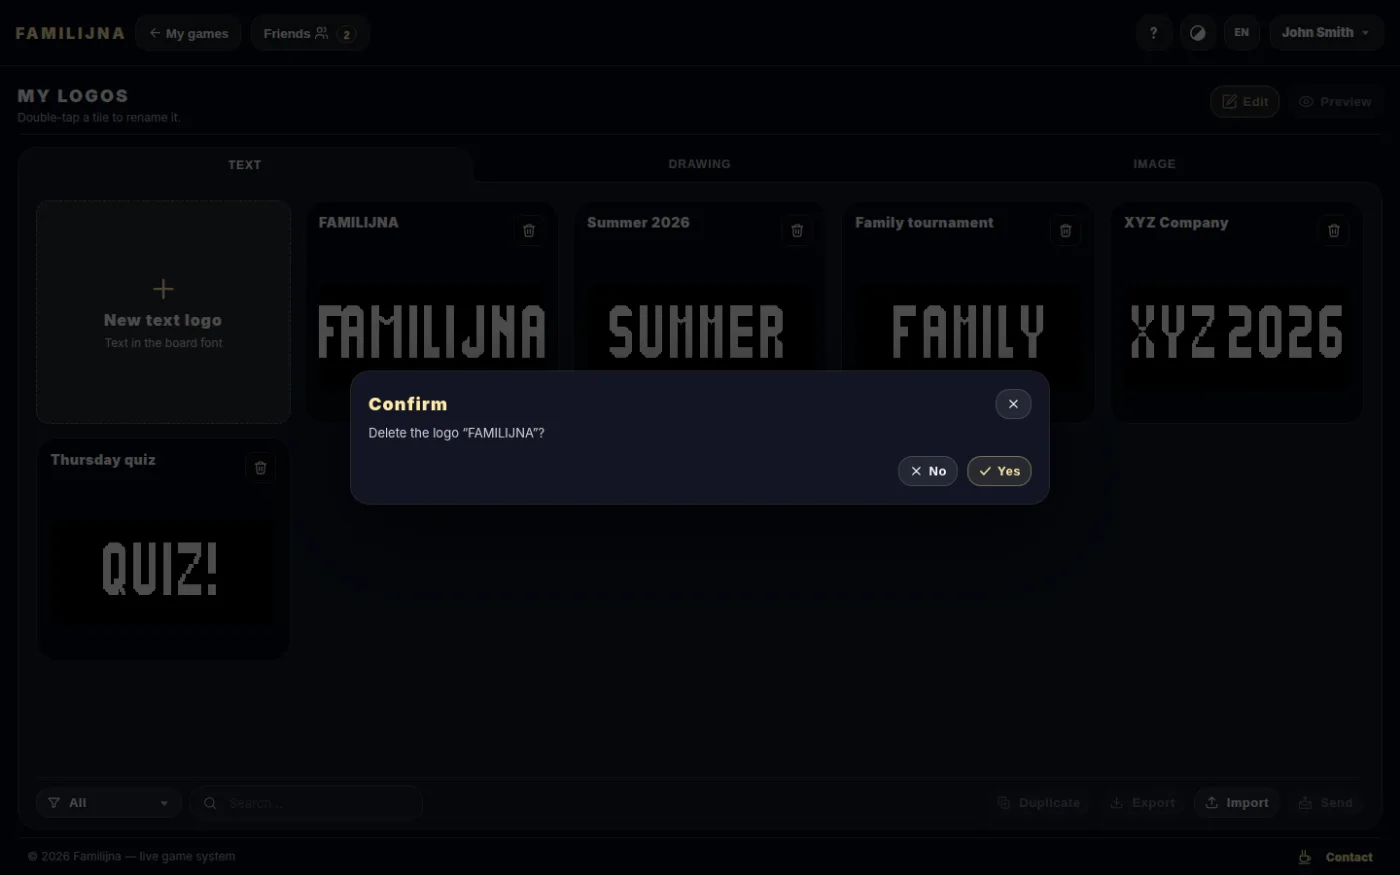 FAMILIJNA
My games
Friends
2
?
EN
John Smith
MY LOGOS
Double-tap a tile to rename it.
Edit
Preview
TEXT
DRAWING
IMAGE
New text logo
Text in the board font
FAMILIJNA
FAMILIJNA
Summer 2026
SUMMER
Family tournament
FAMILY
XYZ Company
XYZ 2026
Confirm
Delete the logo “FAMILIJNA”?
No
Yes
Thursday quiz
QUIZ!
All
Search...
Duplicate
Export
Import
Send
© 2026 Familijna — live game system
Contact